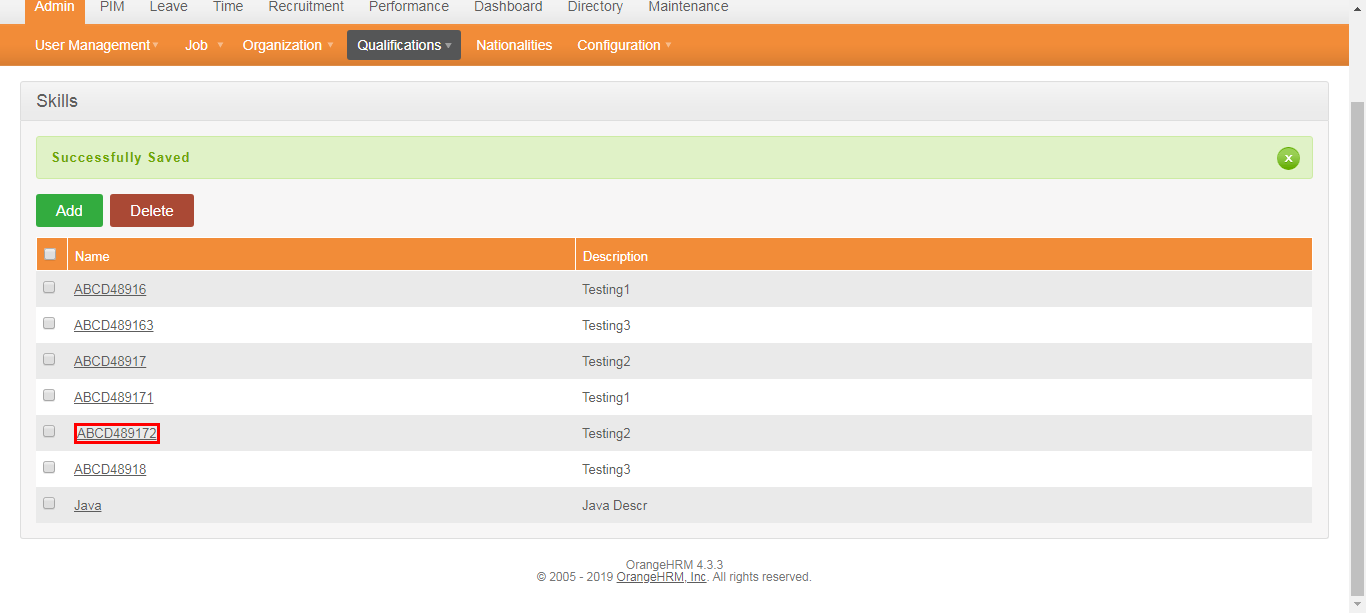 Admin PIM Leave Time Recruitment Performance Dashboard Directory Maintenance
User Management Job Organization Qualifications Nationalities Configuration
Skills
Successfully Saved x
Add Delete
Name Description
ABCD48916 Testing1
ABCD489163 Testing3
ABCD48917 Testing2
ABCD489171 Testing1
ABCD489172 Testing2
ABCD48918 Testing3
Java Java Descr
OrangeHRM 4.3.3
© 2005 - 2019 OrangeHRM, Inc. All rights reserved.